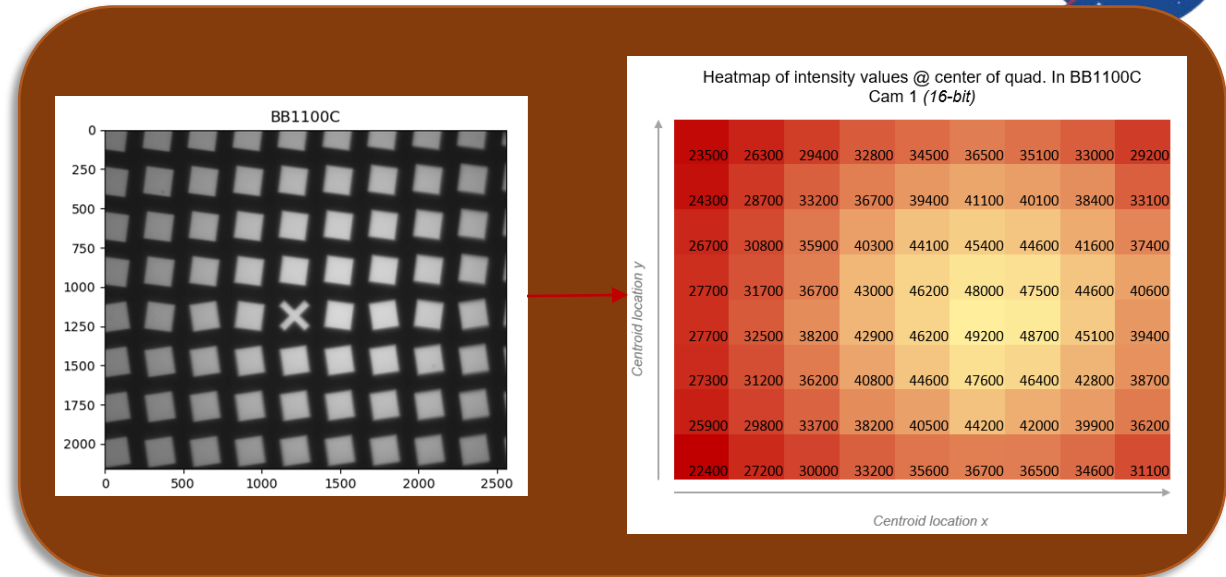 BB1100C
0
250
500
750
1000
1250
1500
1750
2000
0 500 1000 1500 2000 2500
Heatmap of intensity values @ center of quad. In BB1100C
Cam 1 (16-bit)
Centroid location y
23500 26300 29400 32800 34500 36500 35100 33000 29200
24300 28700 33200 36700 39400 41100 40100 38400 33100
26700 30800 35900 40300 44100 45400 44600 41600 37400
27700 31700 36700 43000 46200 48000 47500 44600 40600
27700 32500 38200 42900 46200 49200 48700 45100 39400
27300 31200 36200 40800 44600 47600 46400 42800 38700
25900 29800 33700 38200 40500 44200 42000 39900 36200
22400 27200 30000 33200 35600 36700 36500 34600 31100
Centroid location x